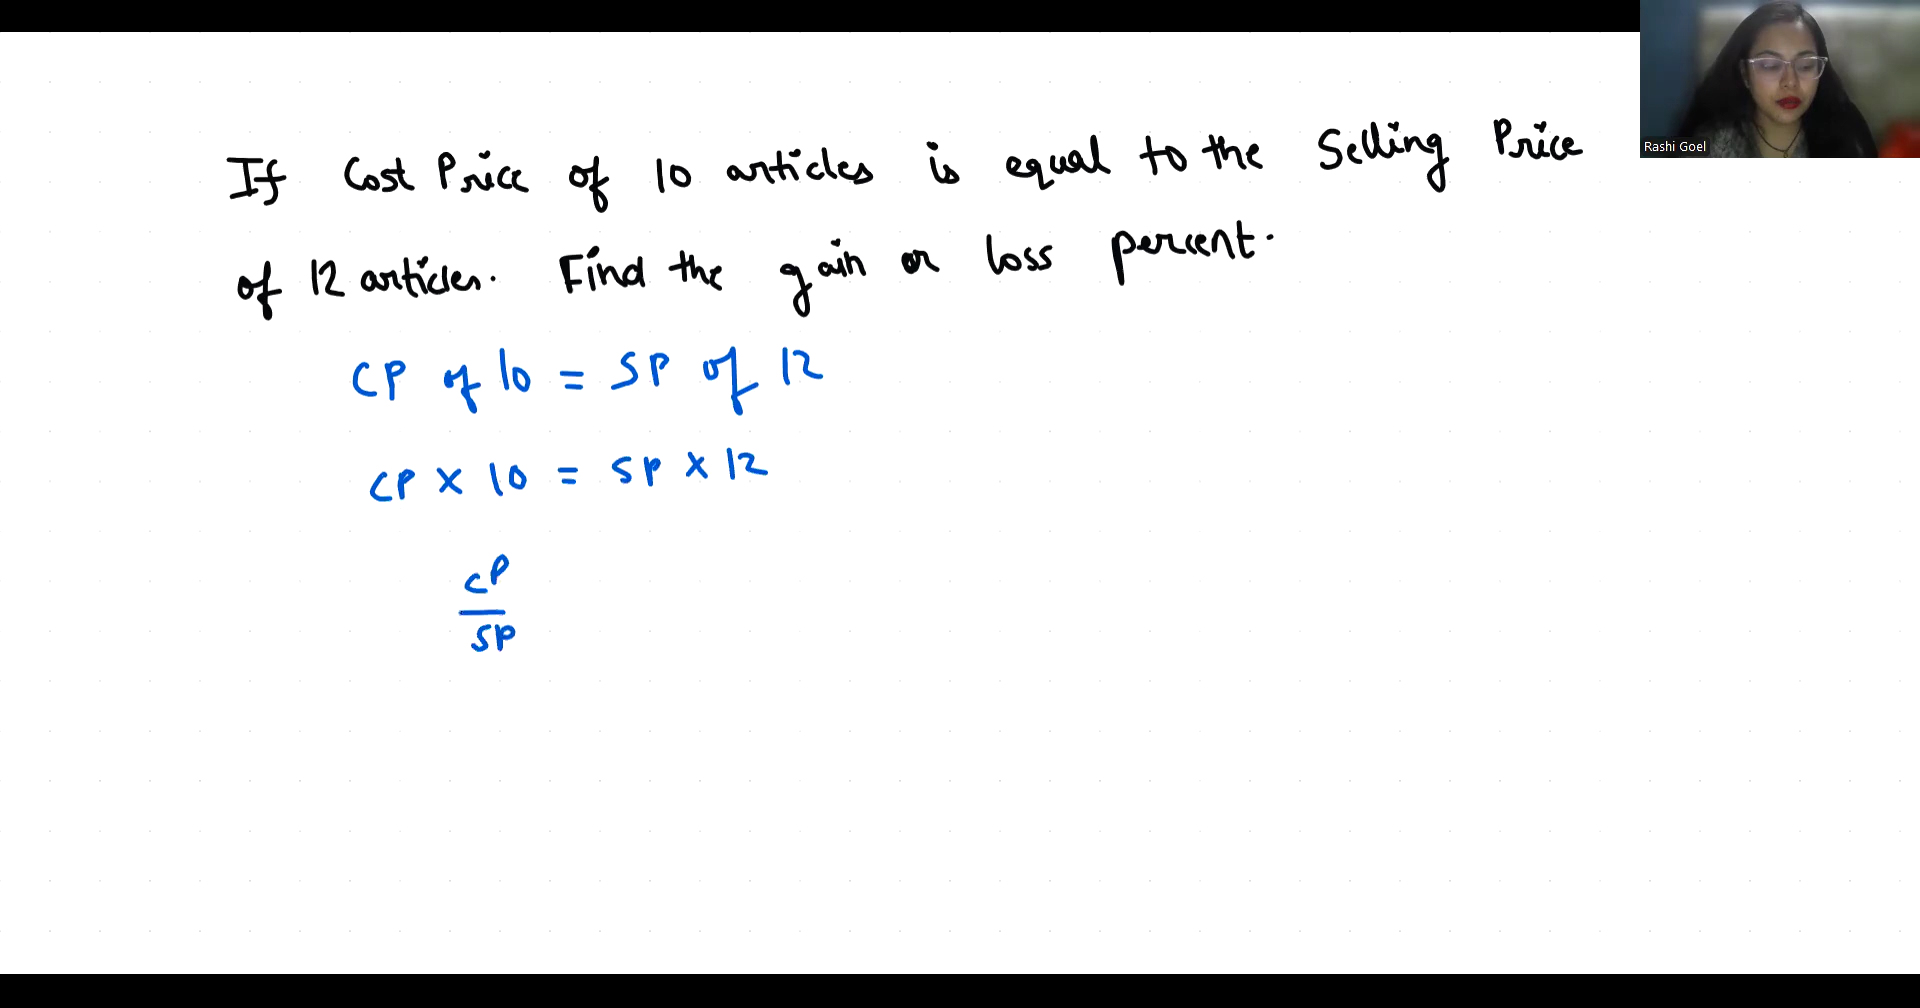 If Cost Price of 10 articles is equal to the Selling Price
Rashi Goel
of 12 articles. Find the gain or loss percent.
CP of 10 = SP of 12
CP × 10 = SP × 12
CP
SP